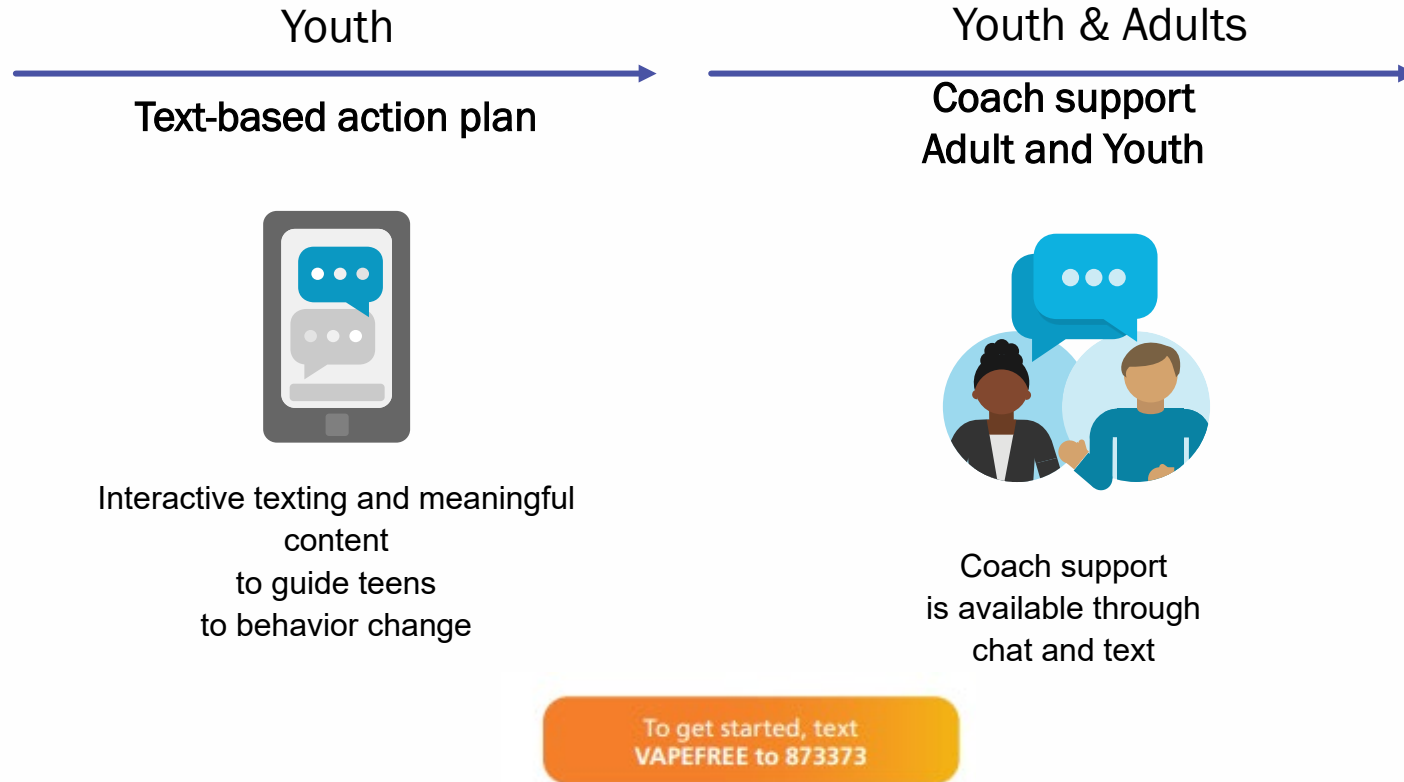 Youth
Text-based action plan
Interactive texting and meaningful
content
to guide teens
to behavior change
Youth & Adults
Coach support
Adult and Youth
Coach support
is available through
chat and text
To get started, text
VAPEFREE to 873373